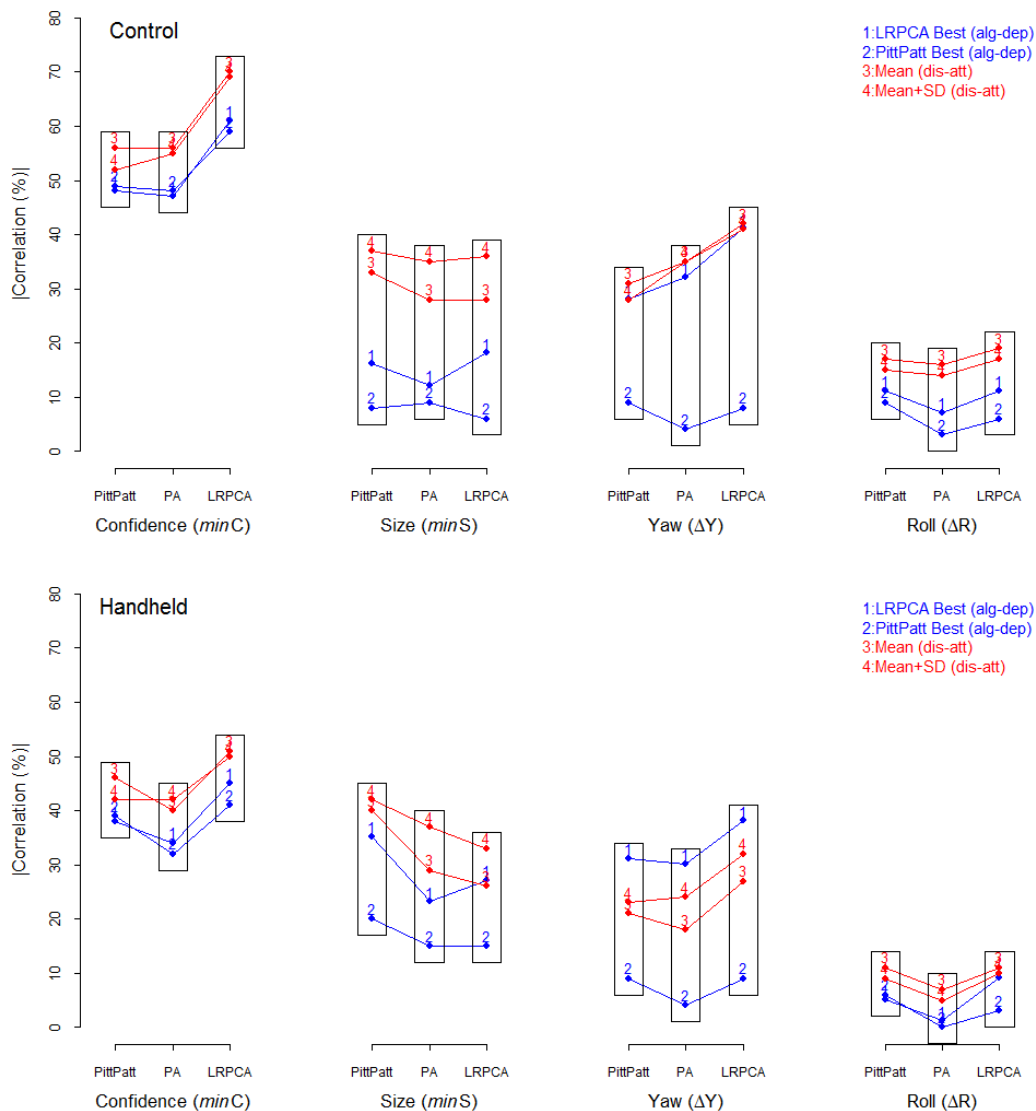 Control
1:LRPCA Best (alg-dep)
2:PittPatt Best (alg-dep)
3:Mean (dis-att)
4:Mean+SD (dis-att)
|Correlation (%)|
80
70
60
50
40
30
20
10
0
PittPatt PA LRPCA PittPatt PA LRPCA PittPatt PA LRPCA PittPatt PA LRPCA
Confidence (minC) Size (minS) Yaw (ΔY) Roll (ΔR)
Handheld
1:LRPCA Best (alg-dep)
2:PittPatt Best (alg-dep)
3:Mean (dis-att)
4:Mean+SD (dis-att)
|Correlation (%)|
80
70
60
50
40
30
20
10
0
PittPatt PA LRPCA PittPatt PA LRPCA PittPatt PA LRPCA PittPatt PA LRPCA
Confidence (minC) Size (minS) Yaw (ΔY) Roll (ΔR)